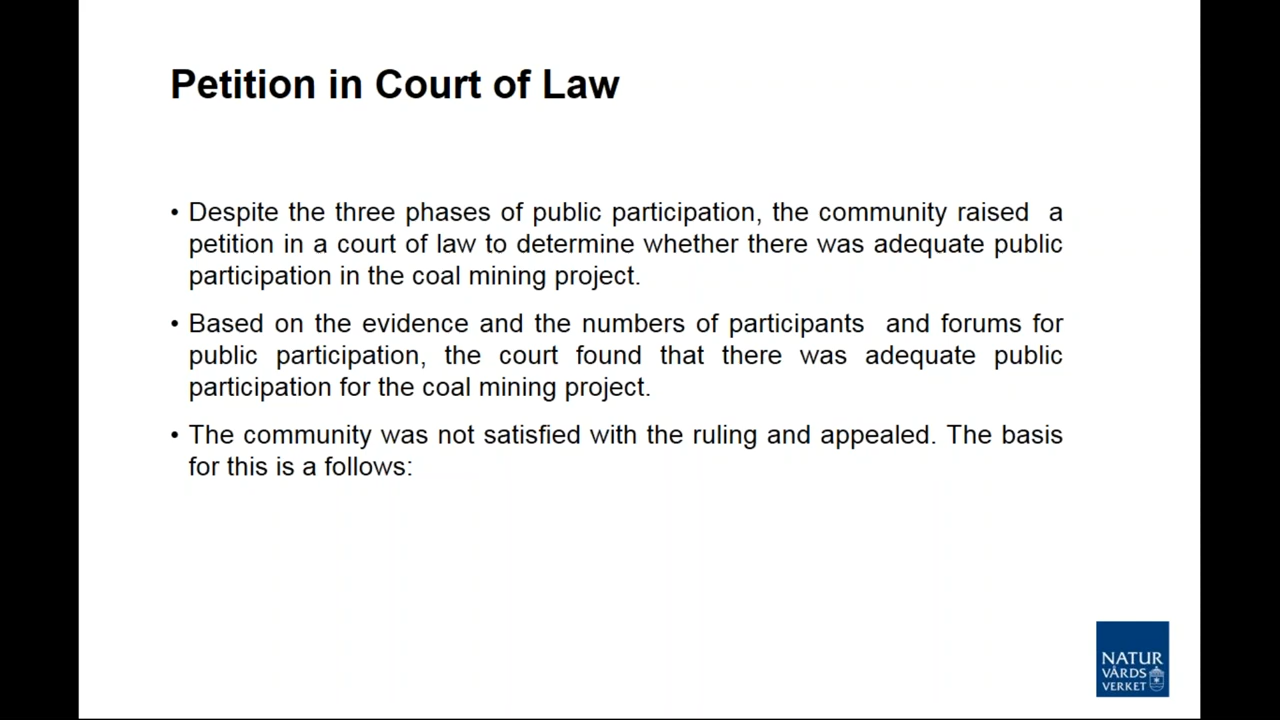 Petition in Court of Law
• Despite the three phases of public participation, the community raised a
petition in a court of law to determine whether there was adequate public
participation in the coal mining project.
• Based on the evidence and the numbers of participants and forums for
public participation, the court found that there was adequate public
participation for the coal mining project.
• The community was not satisfied with the ruling and appealed. The basis
for this is a follows:
NATUR
VÅRDS
VERKET